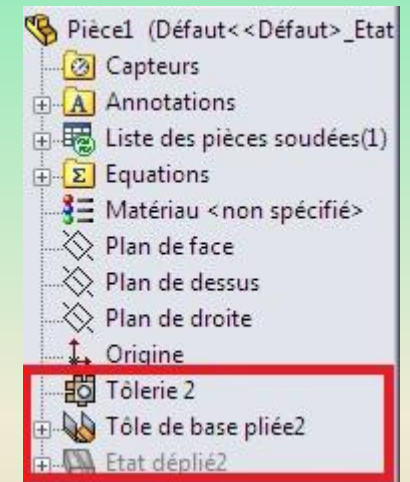 Pièce1 (Défaut<<Défaut>_Etat
Capteurs
A Annotations
Liste des pièces soudées(1)
Σ Equations
Matériau <non spécifié>
Plan de face
Plan de dessus
Plan de droite
Origine
Tôlerie 2
Tôle de base pliée2
Etat déplié2